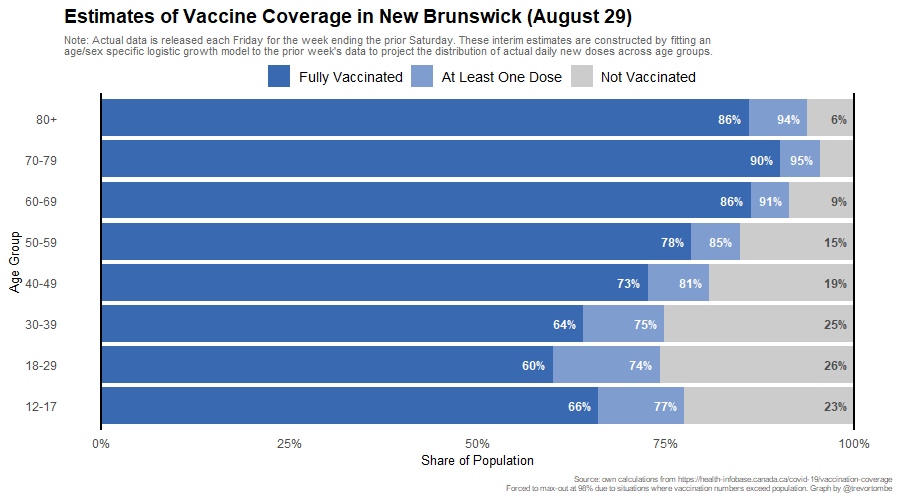 Estimates of Vaccine Coverage in New Brunswick (August 29)
Note: Actual data is released each Friday for the week ending the prior Saturday. These interim estimates are constructed by fitting an
age/sex specific logistic growth model to the prior week's data to project the distribution of actual daily new doses across age groups.
Fully Vaccinated At Least One Dose Not Vaccinated
80+ 86% 94% 6%
70-79 90% 95%
60-69 86% 91% 9%
50-59 78% 85% 15%
40-49 73% 81% 19%
30-39 64% 75% 25%
18-29 60% 74% 26%
12-17 66% 77% 23%
Age Group
0% 25% 50% 75% 100%
Share of Population
Source: own calculations from https://health-infobase.canada.ca/covid-19/vaccination-coverage
Forced to max-out at 98% due to situations where vaccination numbers exceed population. Graph by @trevortombe